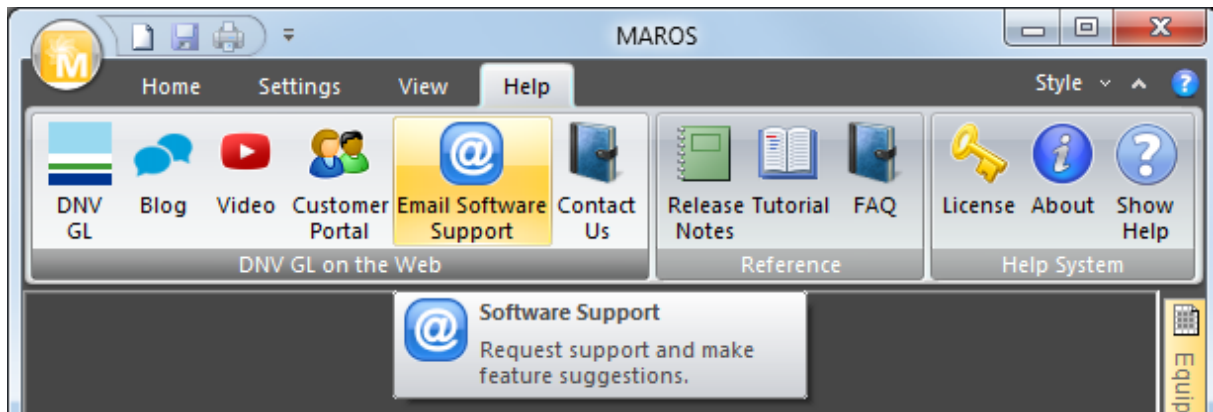 MAROS
M
Home Settings View Help Style
DNV GL
Blog
Video
Customer Portal
Email Software Support
Contact Us
Release Notes
Tutorial
FAQ
License
About
Show Help
DNV GL on the Web
Reference
Help System
Software Support
Request support and make
feature suggestions.
Equip